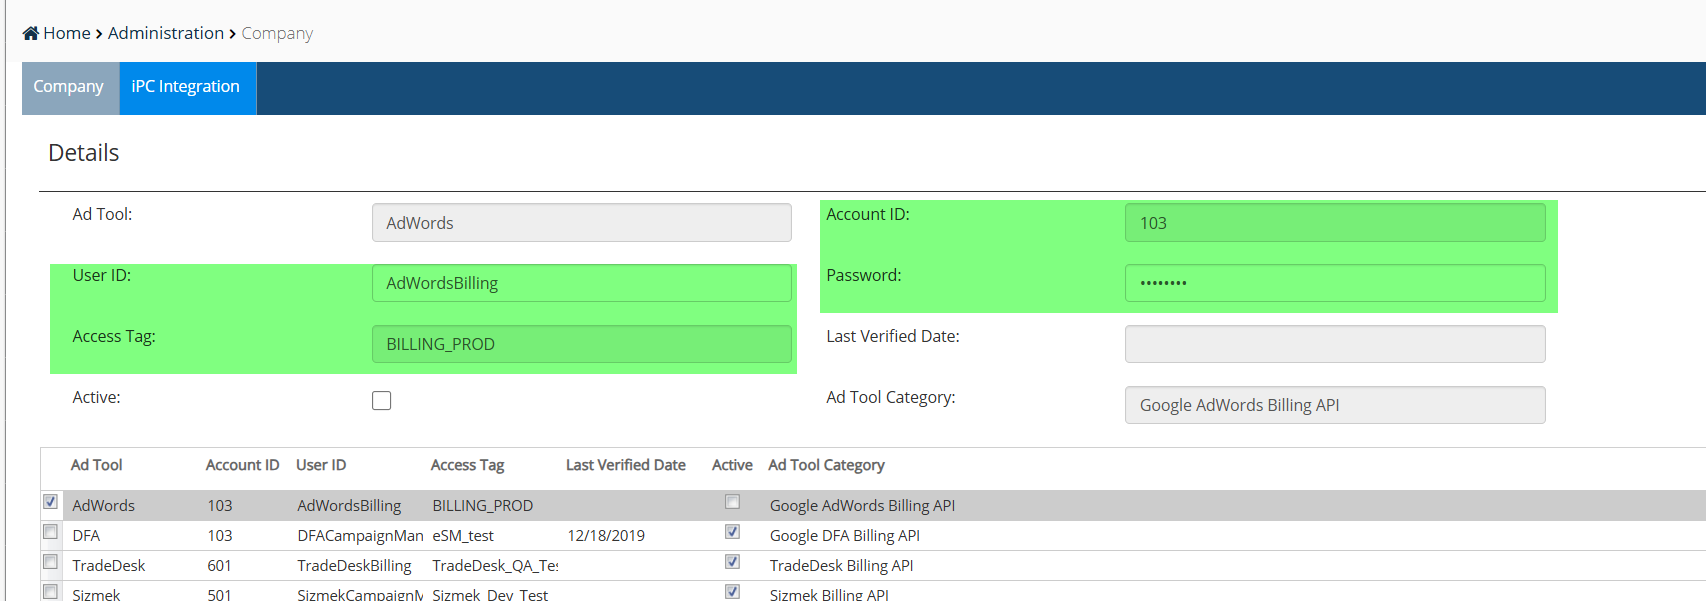 Home > Administration > Company
Company iPC Integration
Details
Ad Tool: AdWords Account ID: 103
User ID: AdWordsBilling Password: ••••••••
Access Tag: BILLING_PROD Last Verified Date:
Active: Ad Tool Category: Google AdWords Billing API
Ad Tool Account ID User ID Access Tag Last Verified Date Active Ad Tool Category
AdWords 103 AdWordsBilling BILLING_PROD Google AdWords Billing API
DFA 103 DFACampaignMan eSM_test 12/18/2019 Google DFA Billing API
TradeDesk 601 TradeDeskBilling TradeDesk_QA_Tes TradeDesk Billing API
Sizmek 501 SizmekCampaignM Sizmek_Dev_Test Sizmek Billing API